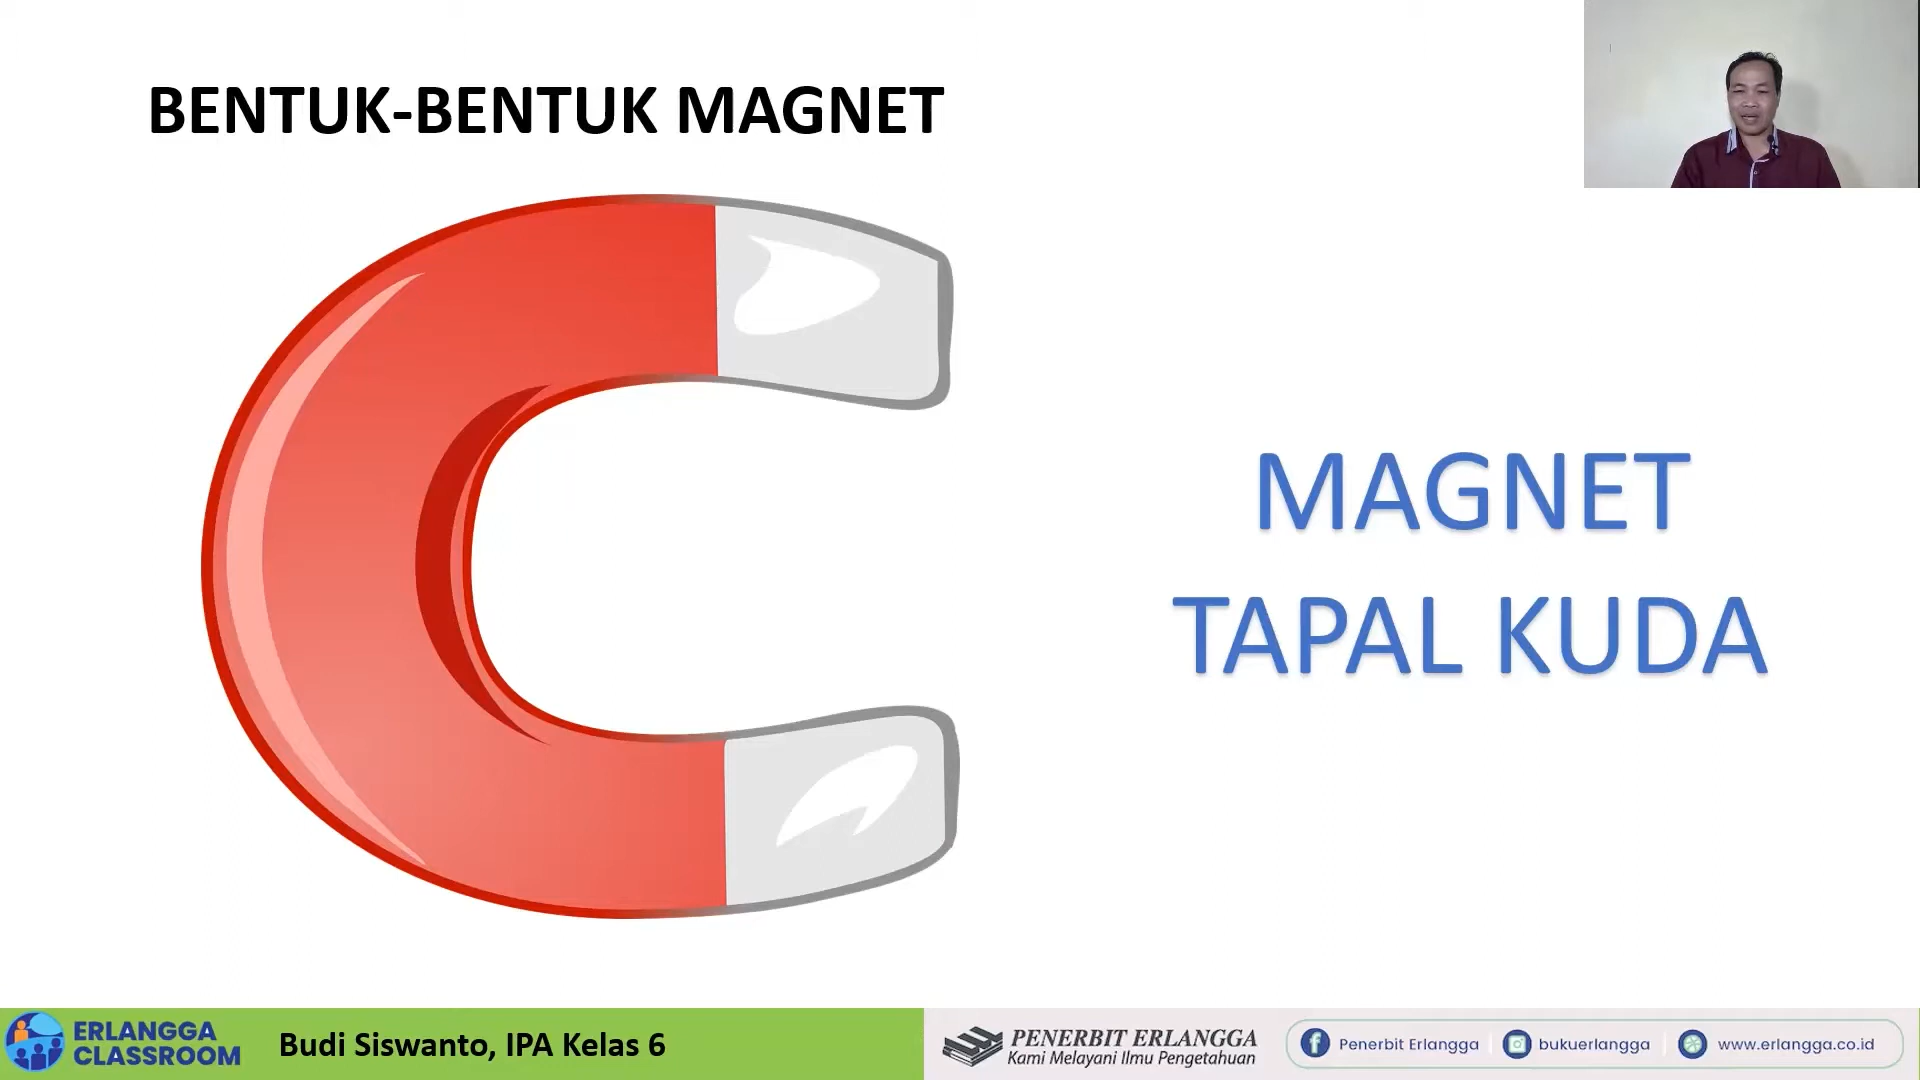 BENTUK-BENTUK MAGNET
MAGNET
TAPAL KUDA
ERLANGGA
CLASSROOM
Budi Siswanto, IPA Kelas 6
PENERBIT ERLANGGA
Kami Melayani Ilmu Pengetahuan
Penerbit Erlangga
bukuerlangga
www.erlangga.co.id